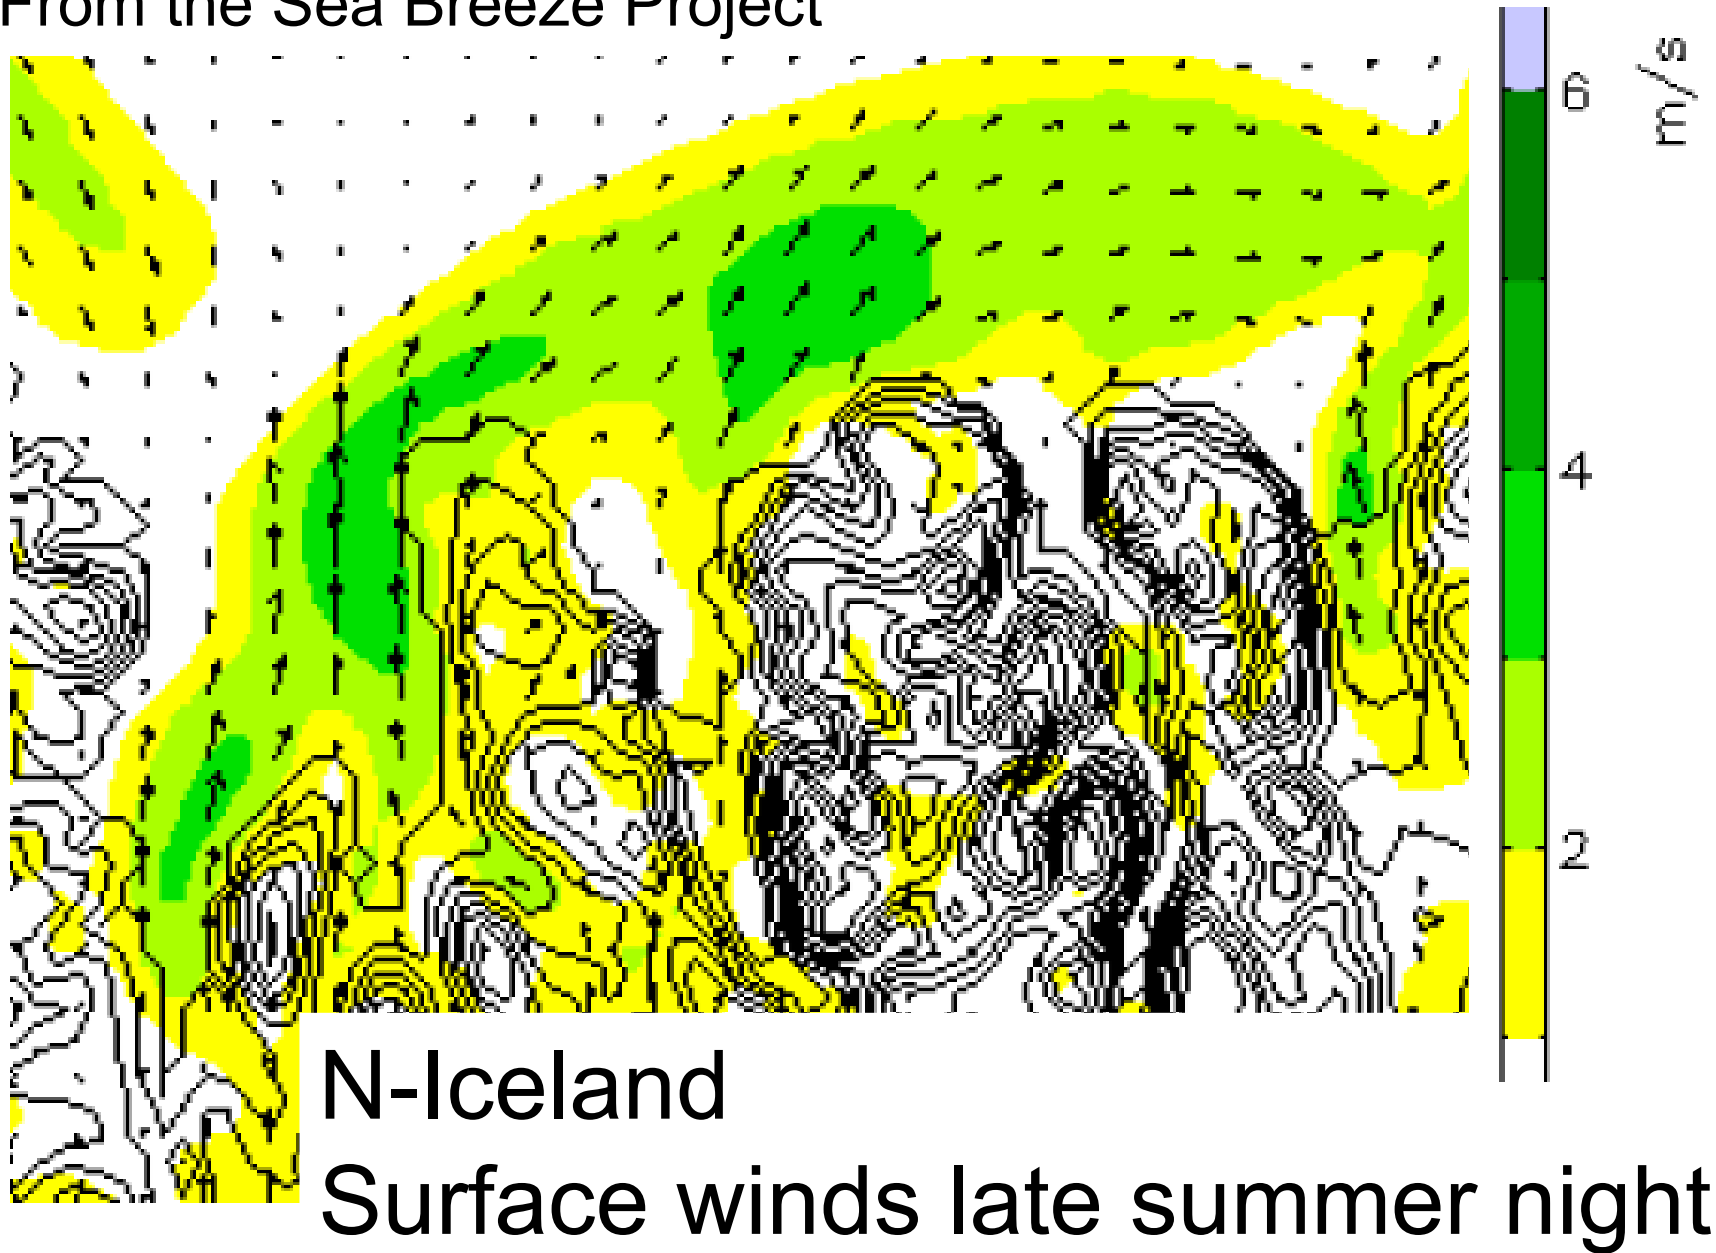 From the Sea Breeze Project
m/s
6
4
2
N-Iceland
Surface winds late summer night